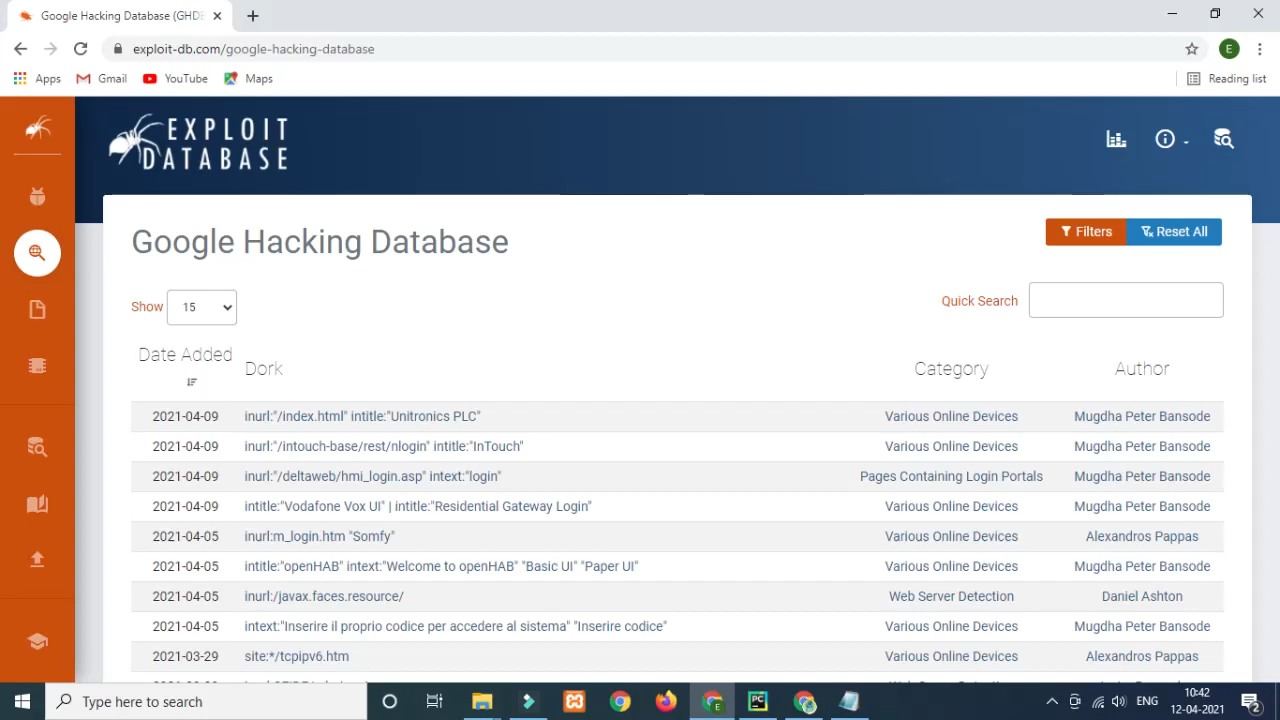 Google Hacking Database (GHD
exploit-db.com/google-hacking-database
E
Apps Gmail YouTube Maps Reading list
EXPLOIT
DATABASE
Google Hacking Database
Filters Reset All
Show 15 Quick Search
Date Added Dork Category Author
2021-04-09 inurl:"/index.html" intitle:"Unitronics PLC" Various Online Devices Mugdha Peter Bansode
2021-04-09 inurl:"/intouch-base/rest/nlogin" intitle:"InTouch" Various Online Devices Mugdha Peter Bansode
2021-04-09 inurl:"/deltaweb/hmi_login.asp" intext:"login" Pages Containing Login Portals Mugdha Peter Bansode
2021-04-09 intitle:"Vodafone Vox UI" | intitle:"Residential Gateway Login" Various Online Devices Mugdha Peter Bansode
2021-04-05 inurl:m_login.htm "Somfy" Various Online Devices Alexandros Pappas
2021-04-05 intitle:"openHAB" intext:"Welcome to openHAB" "Basic UI" "Paper UI" Various Online Devices Mugdha Peter Bansode
2021-04-05 inurl:/javax.faces.resource/ Web Server Detection Daniel Ashton
2021-04-05 intext:"Inserire il proprio codice per accedere al sistema" "Inserire codice" Various Online Devices Mugdha Peter Bansode
2021-03-29 site:*/tcpipv6.htm Various Online Devices Alexandros Pappas
Type here to search ENG 16:42
12-04-2021 2